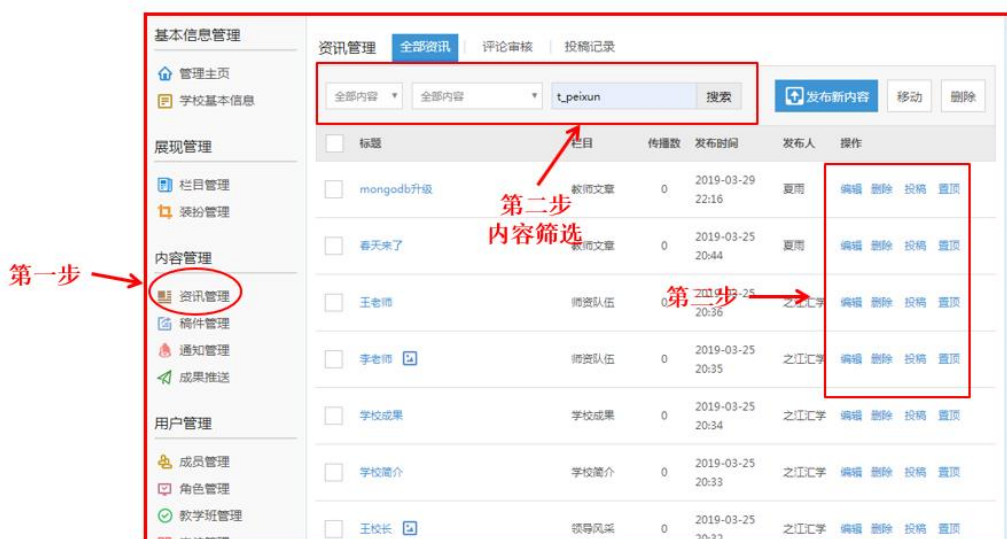 第一步
基本信息管理
管理主页
学校基本信息
展现管理
栏目管理
装扮管理
内容管理
资讯管理
稿件管理
通知管理
成果推送
用户管理
成员管理
角色管理
教学班管理
资讯管理 全部资讯 评论审核 投稿记录
全部内容 全部内容 t_peixun 搜索 发布新内容 移动 删除
标题 栏目 传播数 发布时间 发布人 操作
mongodb升级 教师文章 0 2019-03-29 22:16 夏雨 编辑 删除 投稿 置顶
第二步
内容筛选
春天来了 教师文章 0 2019-03-25 20:44 夏雨 编辑 删除 投稿 置顶
王老师 师资队伍 0 2019-03-25 20:36 之江汇学 编辑 删除 投稿 置顶
第三步
李老师 师资队伍 0 2019-03-25 20:35 之江汇学 编辑 删除 投稿 置顶
学校成果 学校成果 0 2019-03-25 20:34 之江汇学 编辑 删除 投稿 置顶
学校简介 学校简介 0 2019-03-25 20:33 之江汇学 编辑 删除 投稿 置顶
王校长 领导风采 0 2019-03-25 20:32 之江汇学 编辑 删除 投稿 置顶